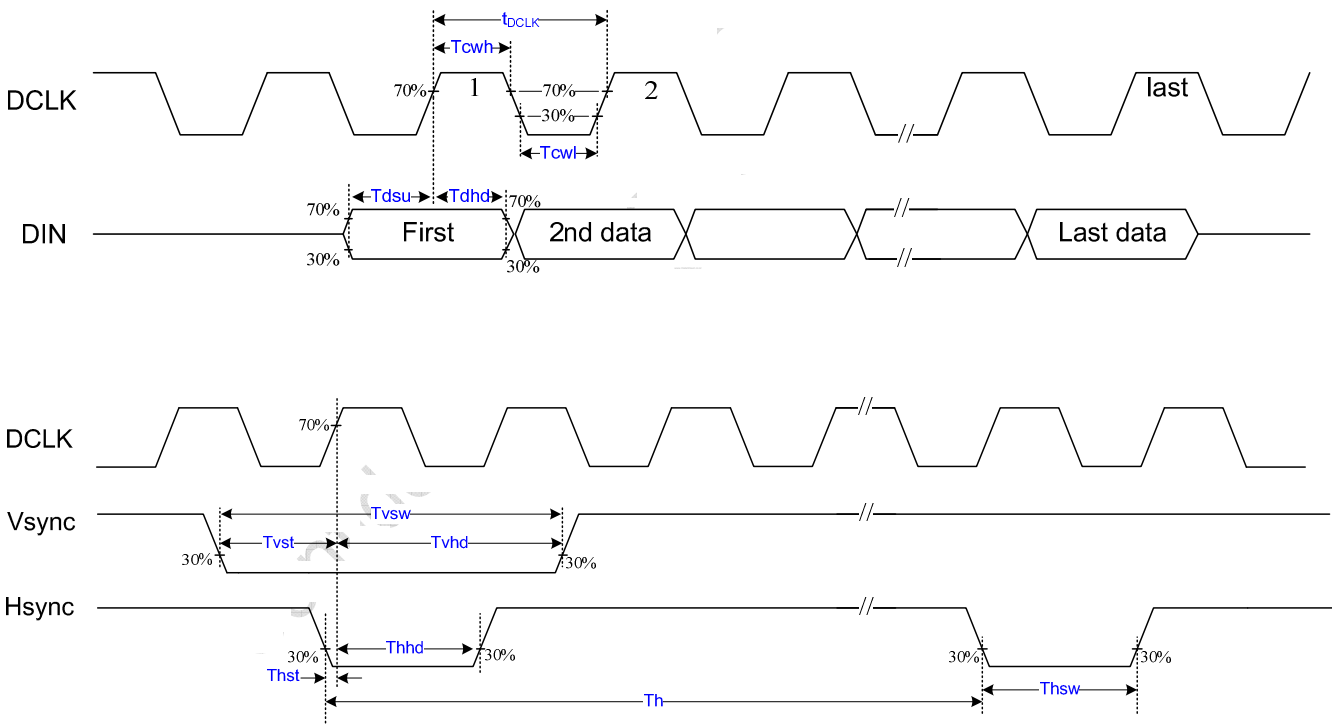 tDCLK
Tcwh
DCLK
70%
1
70%
2
last
30%
Tcwl
Tdsu
Tdhd
70%
70%
DIN
First
2nd data
//
//
Last data
30%
30%
//
DCLK
70%
//
Vsync
Tvsw
//
Tvst
Tvhd
30%
30%
Hsync
//
30%
Thhd
30%
30%
30%
Thst
Th
Thsw